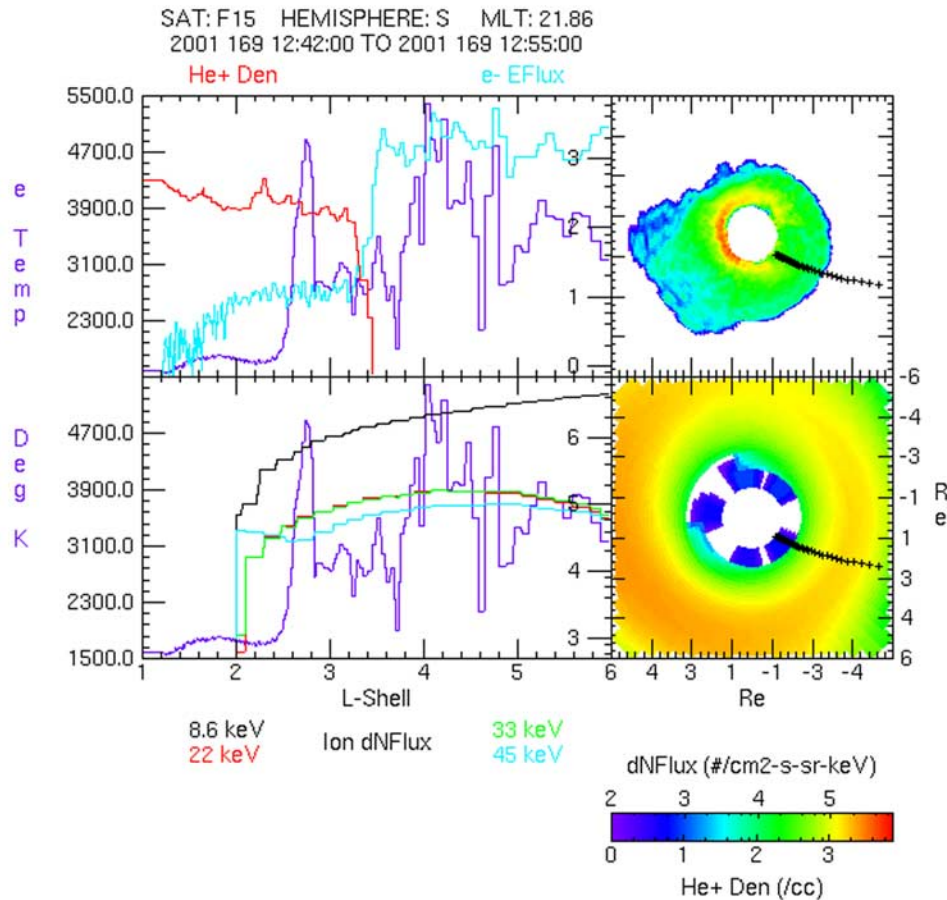 SAT: F15 HEMISPHERE: S MLT: 21.86
2001 169 12:42:00 TO 2001 169 12:55:00
He+ Den e- EFlux
5500.0
4700.0
3900.0
3100.0
2300.0
e Temp
3
2
1
0
4700.0
3900.0
3100.0
2300.0
1500.0
Deg K
6
5
4
3
-6
-4
-3
-1
1
3
4
6
Re
1 2 3 4 5
L-Shell
6 4 3 1 -1 -3 -4
Re
8.6 keV Ion dNFlux 33 keV
22 keV 45 keV
dNFlux (#/cm2-s-sr-keV)
2 3 4 5
0 1 2 3
He+ Den (/cc)